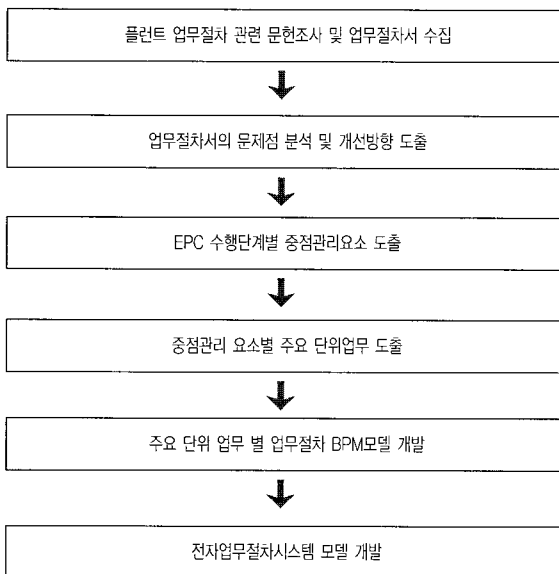 플런트 업무절차 관련 문헌조사 및 업무절차서 수집
업무절차서의 문제점 분석 및 개선방향 도출
EPC 수행단계별 중점관리요소 도출
중점관리 요소별 주요 단위업무 도출
주요 단위 업무 별 업무절차 BPM모델 개발
전자업무절차시스템 모델 개발